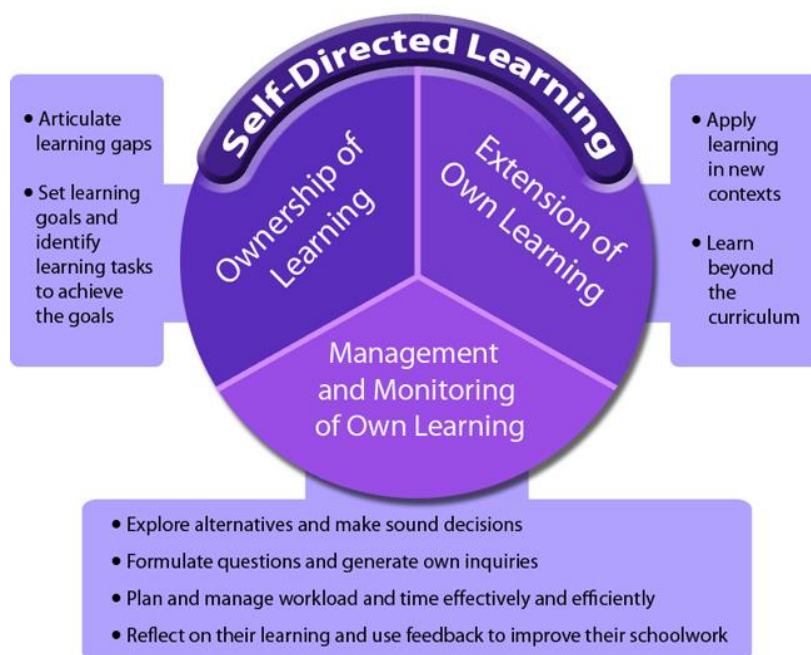 Self-Directed Learning
• Articulate
learning gaps
• Set learning
goals and
identify
learning tasks
to achieve
the goals
Ownership of
Learning
Extension of
Own Learning
• Apply
learning
in new
contexts
• Learn
beyond
the
curriculum
Management
and Monitoring
of Own Learning
• Explore alternatives and make sound decisions
• Formulate questions and generate own inquiries
• Plan and manage workload and time effectively and efficiently
• Reflect on their learning and use feedback to improve their schoolwork